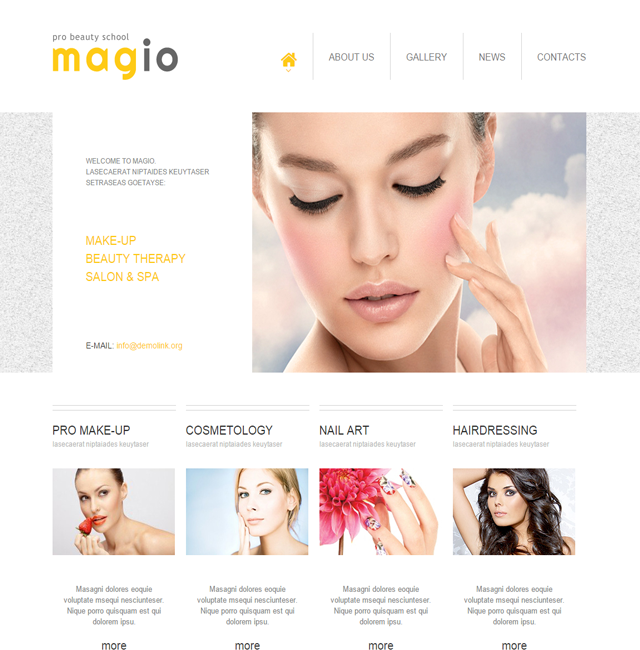 pro beauty school
magio
ABOUT US
GALLERY
NEWS
CONTACTS
WELCOME TO MAGIO.
LASECAERAT NIPTAIDES KEUYTASER
SETRASEAS GOETAYSE:
MAKE-UP
BEAUTY THERAPY
SALON & SPA
E-MAIL: info@demolink.org
PRO MAKE-UP
lasecaerat niptaiades keuytaser
COSMETOLOGY
lasecaerat niptaiades keuytaser
NAIL ART
lasecaerat niptaiades keuytaser
HAIRDRESSING
lasecaerat niptaiades keuytaser
Masagni dolores eoquie
voluptate msequi nesciunteser.
Nique porro quisquam est qui
dolorem ipsu.
more
Masagni dolores eoquie
voluptate msequi nesciunteser.
Nique porro quisquam est qui
dolorem ipsu.
more
Masagni dolores eoquie
voluptate msequi nesciunteser.
Nique porro quisquam est qui
dolorem ipsu.
more
Masagni dolores eoquie
voluptate msequi nesciunteser.
Nique porro quisquam est qui
dolorem ipsu.
more